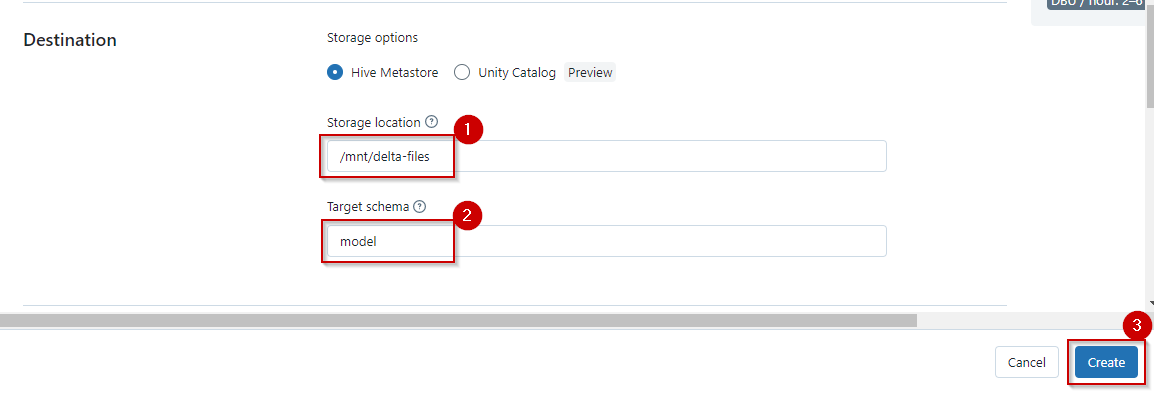 DBU / hour: 2–6
Destination
Storage options
Hive Metastore Unity Catalog Preview
Storage location ?
1
/mnt/delta-files
Target schema ?
2
model
3
Cancel Create